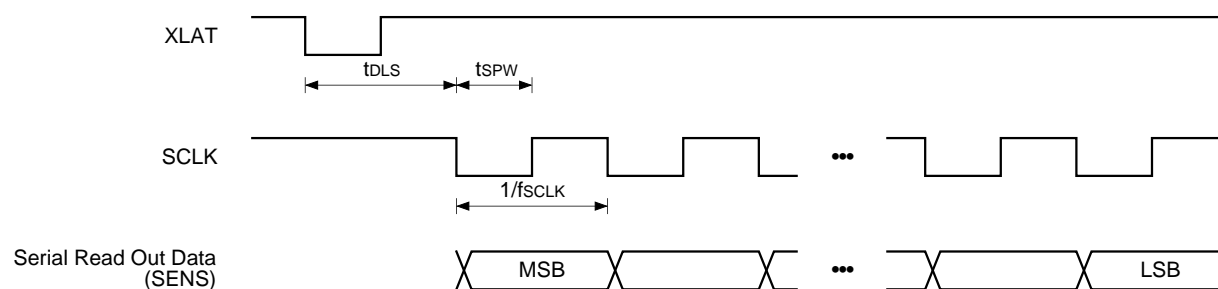 XLAT
tDLS tSPW
SCLK
•••
1/fSCLK
Serial Read Out Data
(SENS)
MSB ••• LSB